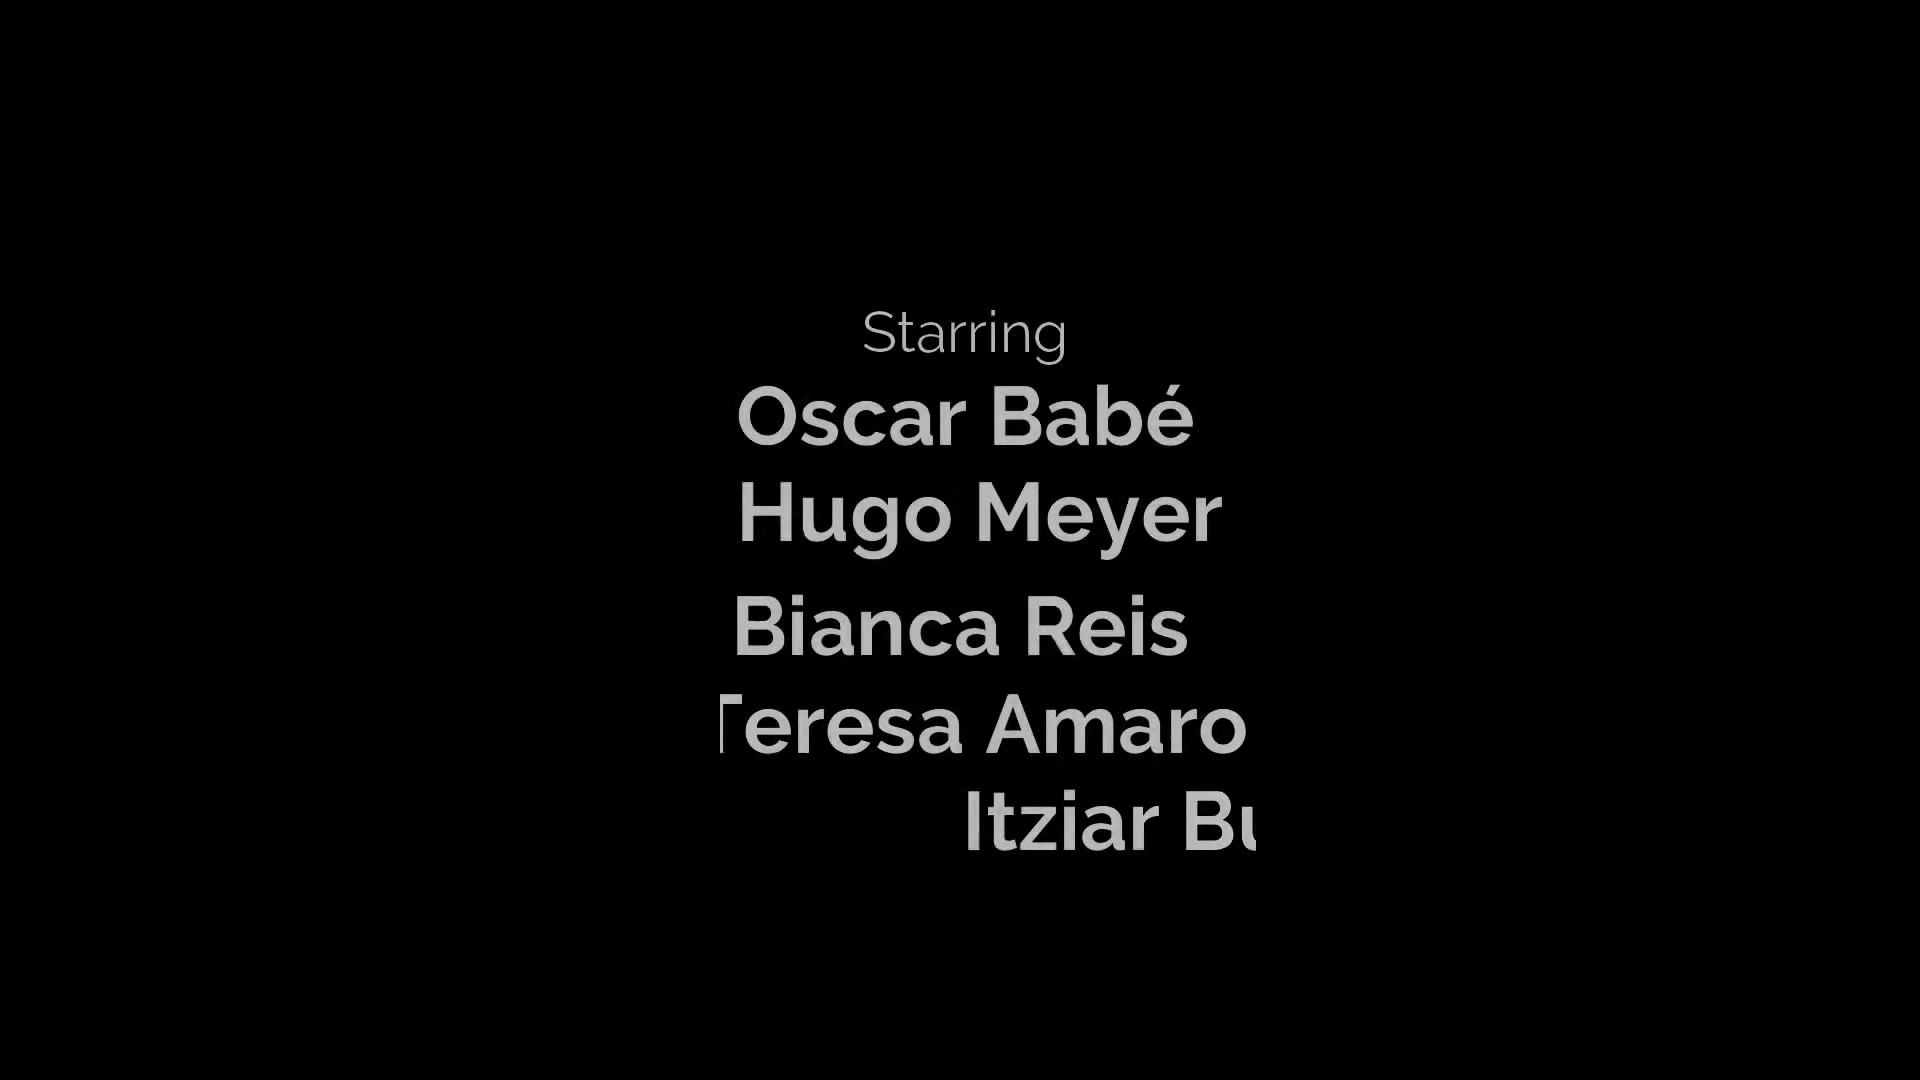 Starring
Oscar Babé
Hugo Meyer
Bianca Reis
Teresa Amaro
Itziar